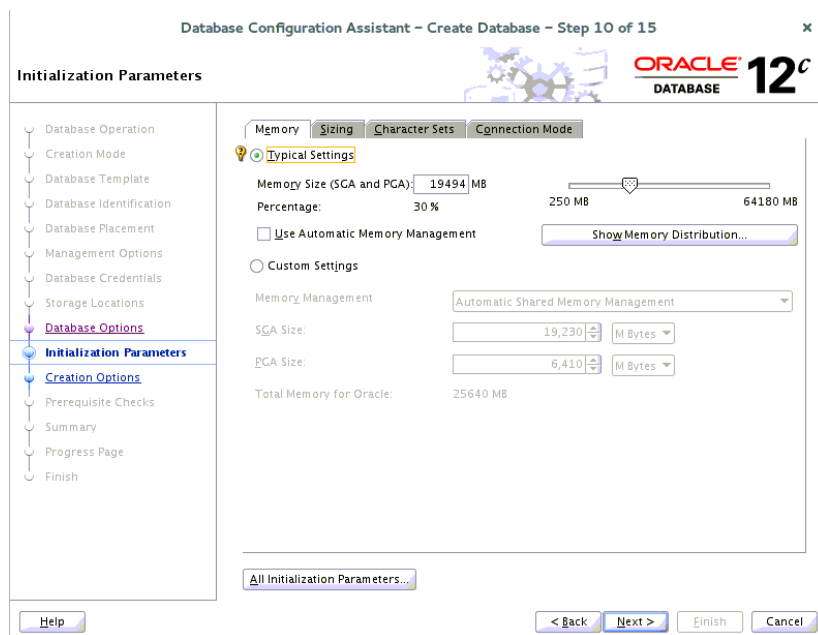 Database Configuration Assistant – Create Database – Step 10 of 15
Initialization Parameters
ORACLE
DATABASE
12c
Database Operation
Creation Mode
Database Template
Database Identification
Database Placement
Management Options
Database Credentials
Storage Locations
Database Options
Initialization Parameters
Creation Options
Prerequisite Checks
Summary
Progress Page
Finish
Memory Sizing Character Sets Connection Mode
Typical Settings
Memory Size (SGA and PGA): 19494 MB
250 MB 64180 MB
Percentage: 30 %
Use Automatic Memory Management
Show Memory Distribution...
Custom Settings
Memory Management Automatic Shared Memory Management
SGA Size: 19,230 M Bytes
PGA Size: 6,410 M Bytes
Total Memory for Oracle: 25640 MB
All Initialization Parameters...
Help < Back Next > Finish Cancel